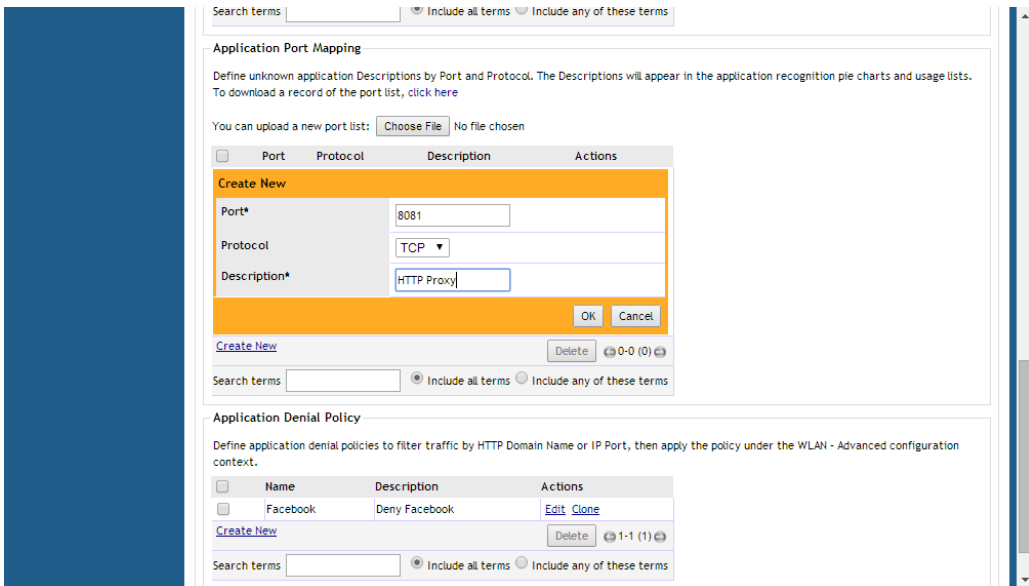 Search terms Include all terms Include any of these terms
Application Port Mapping
Define unknown application Descriptions by Port and Protocol. The Descriptions will appear in the application recognition pie charts and usage lists.
To download a record of the port list, click here
You can upload a new port list: Choose File No file chosen
Port Protocol Description Actions
Create New
Port* 8081
Protocol TCP
Description* HTTP Proxy
OK Cancel
Create New Delete 0-0 (0)
Search terms Include all terms Include any of these terms
Application Denial Policy
Define application denial policies to filter traffic by HTTP Domain Name or IP Port, then apply the policy under the WLAN - Advanced configuration
context.
Name Description Actions
Facebook Deny Facebook Edit Clone
Create New Delete 1-1 (1)
Search terms Include all terms Include any of these terms